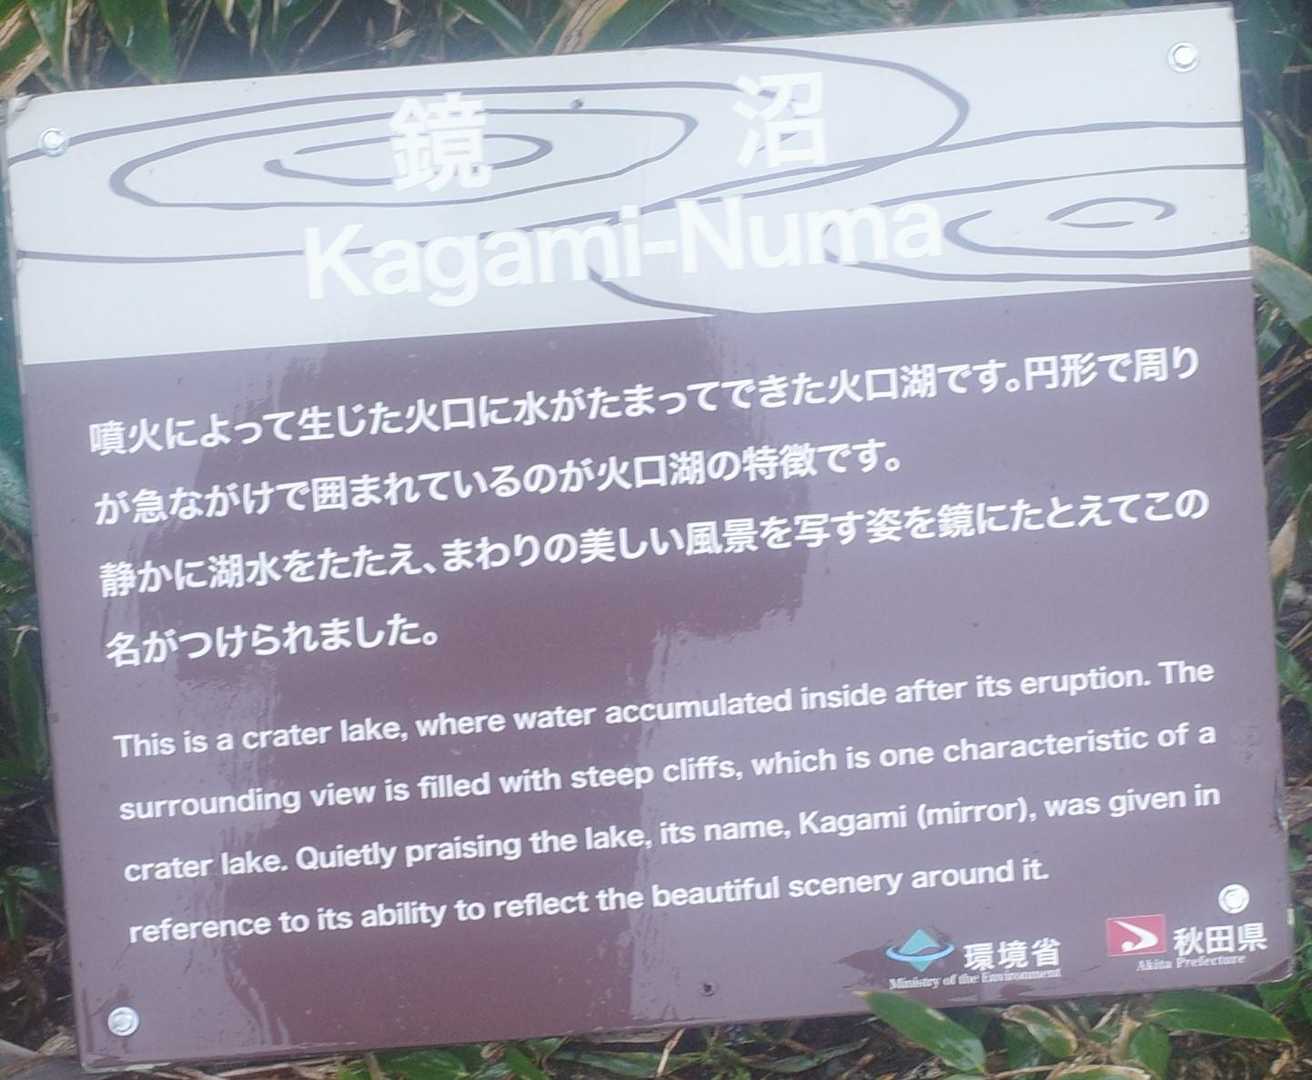 鏡沼
Kagami-Numa
噴火によって生じた火口に水がたまってできた火口湖です。円形で周り
が急ながけで囲まれているのが火口湖の特徴です。
静かに湖水をたたえ、まわりの美しい風景を写す姿を鏡にたとえてこの
名がつけられました。
This is a crater lake, where water accumulated inside after its eruption. The
surrounding view is filled with steep cliffs, which is one characteristic of a
crater lake. Quietly praising the lake, its name, Kagami (mirror), was given in
reference to its ability to reflect the beautiful scenery around it.
環境省
Ministry of the Environment
秋田県
Akita Prefecture